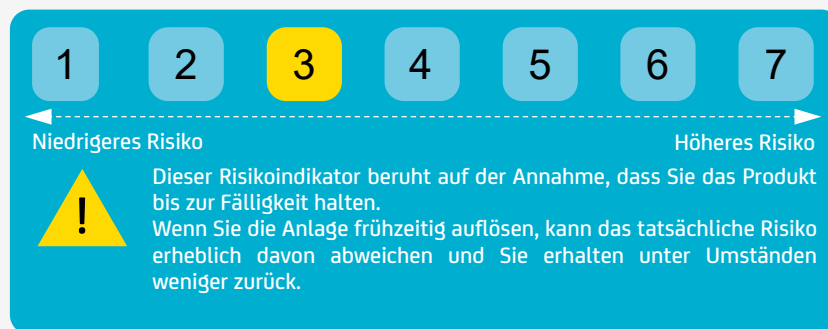 1 2 3 4 5 6 7
Niedrigeres Risiko Höheres Risiko
!
Dieser Risikoindikator beruht auf der Annahme, dass Sie das Produkt
bis zur Fälligkeit halten.
Wenn Sie die Anlage frühzeitig auflösen, kann das tatsächliche Risiko
erheblich davon abweichen und Sie erhalten unter Umständen
weniger zurück.